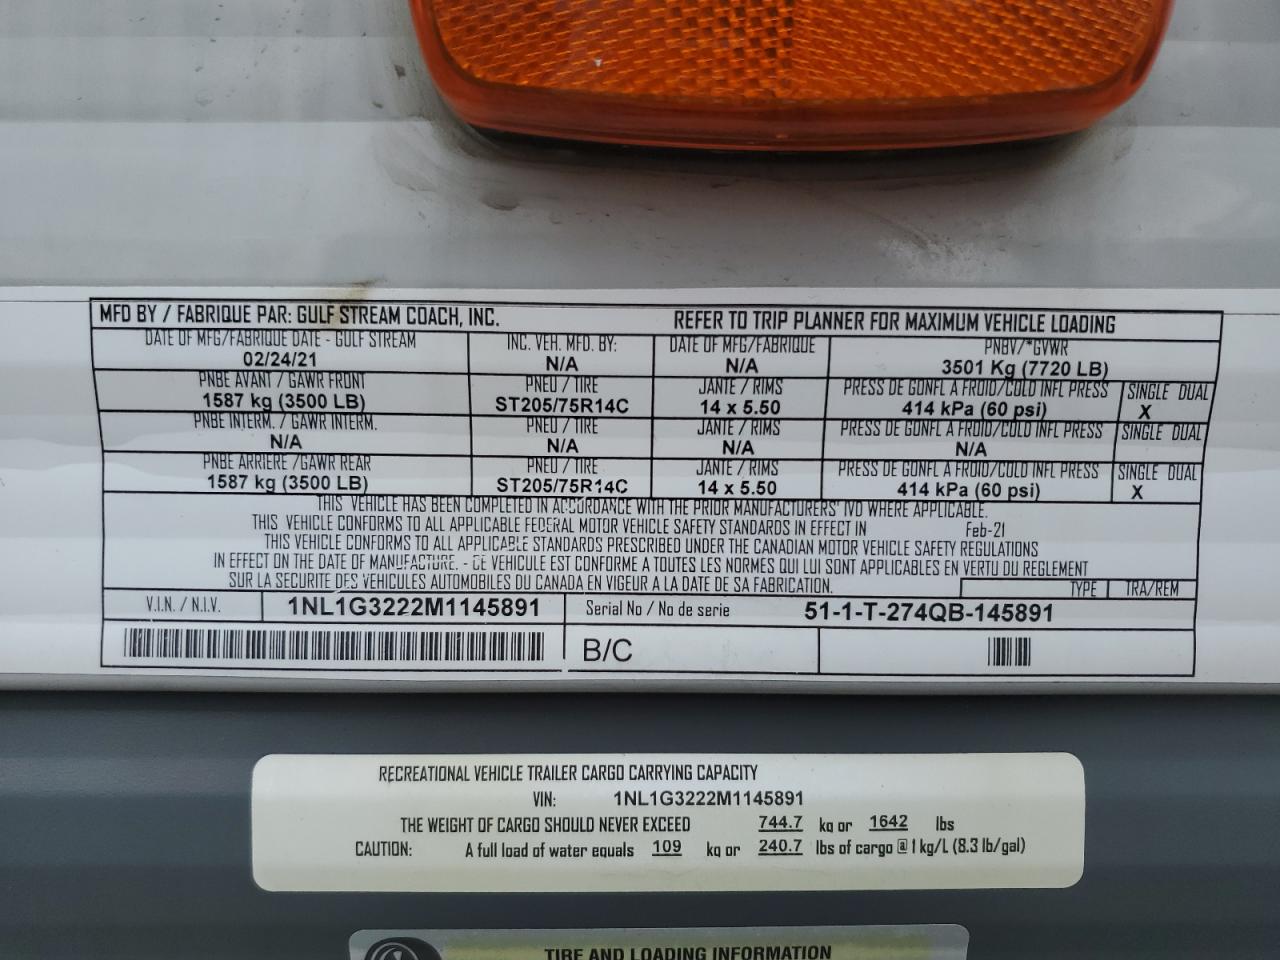 MFD BY / FABRIQUE PAR: GULF STREAM COACH, INC. REFER TO TRIP PLANNER FOR MAXIMUM VEHICLE LOADING
DATE OF MFG/FABRIQUE DATE - GULF STREAM INC. VEH. MFD. BY: DATE OF MFG/FABRIQUE PNBV/*GVWR
02/24/21 N/A N/A 3501 Kg (7720 LB)
PNBE AVANT / GAWR FRONT PNEU / TIRE JANTE / RIMS PRESS DE GONFL A FROID/COLD INFL PRESS SINGLE DUAL
1587 kg (3500 LB) ST205/75R14C 14 x 5.50 414 kPa (60 psi) X
PNBE INTERM. / GAWR INTERM. PNEU / TIRE JANTE / RIMS PRESS DE GONFL A FROID/COLD INFL PRESS SINGLE DUAL
N/A N/A N/A N/A
PNBE ARRIERE /GAWR REAR PNEU / TIRE JANTE / RIMS PRESS DE GONFL A FROID/COLD INFL PRESS SINGLE DUAL
1587 kg (3500 LB) ST205/75R14C 14 x 5.50 414 kPa (60 psi) X
THIS VEHICLE HAS BEEN COMPLETED IN ACCORDANCE WITH THE PRIOR MANUFACTURERS' IVD WHERE APPLICABLE.
THIS VEHICLE CONFORMS TO ALL APPLICABLE FEDERAL MOTOR VEHICLE SAFETY STANDARDS IN EFFECT IN Feb-21
THIS VEHICLE CONFORMS TO ALL APPLICABLE STANDARDS PRESCRIBED UNDER THE CANADIAN MOTOR VEHICLE SAFETY REGULATIONS
IN EFFECT ON THE DATE OF MANUFACTURE. - CE VEHICULE EST CONFORME A TOUTES LES NORMES QUI LUI SONT APPLICABLES EN VERTU DU REGLEMENT
SUR LA SECURITE DES VEHICULES AUTOMOBILES DU CANADA EN VIGEUR A LA DATE DE SA FABRICATION. TYPE TRA/REM
V.I.N. / N.I.V. 1NL1G3222M1145891 Serial No / No de serie 51-1-T-274QB-145891
B/C
RECREATIONAL VEHICLE TRAILER CARGO CARRYING CAPACITY
VIN: 1NL1G3222M1145891
THE WEIGHT OF CARGO SHOULD NEVER EXCEED 744.7 kg or 1642 lbs
CAUTION: A full load of water equals 109 kg or 240.7 lbs of cargo @ 1 kg/L (8.3 lb/gal)
TIRE AND LOADING INFORMATION